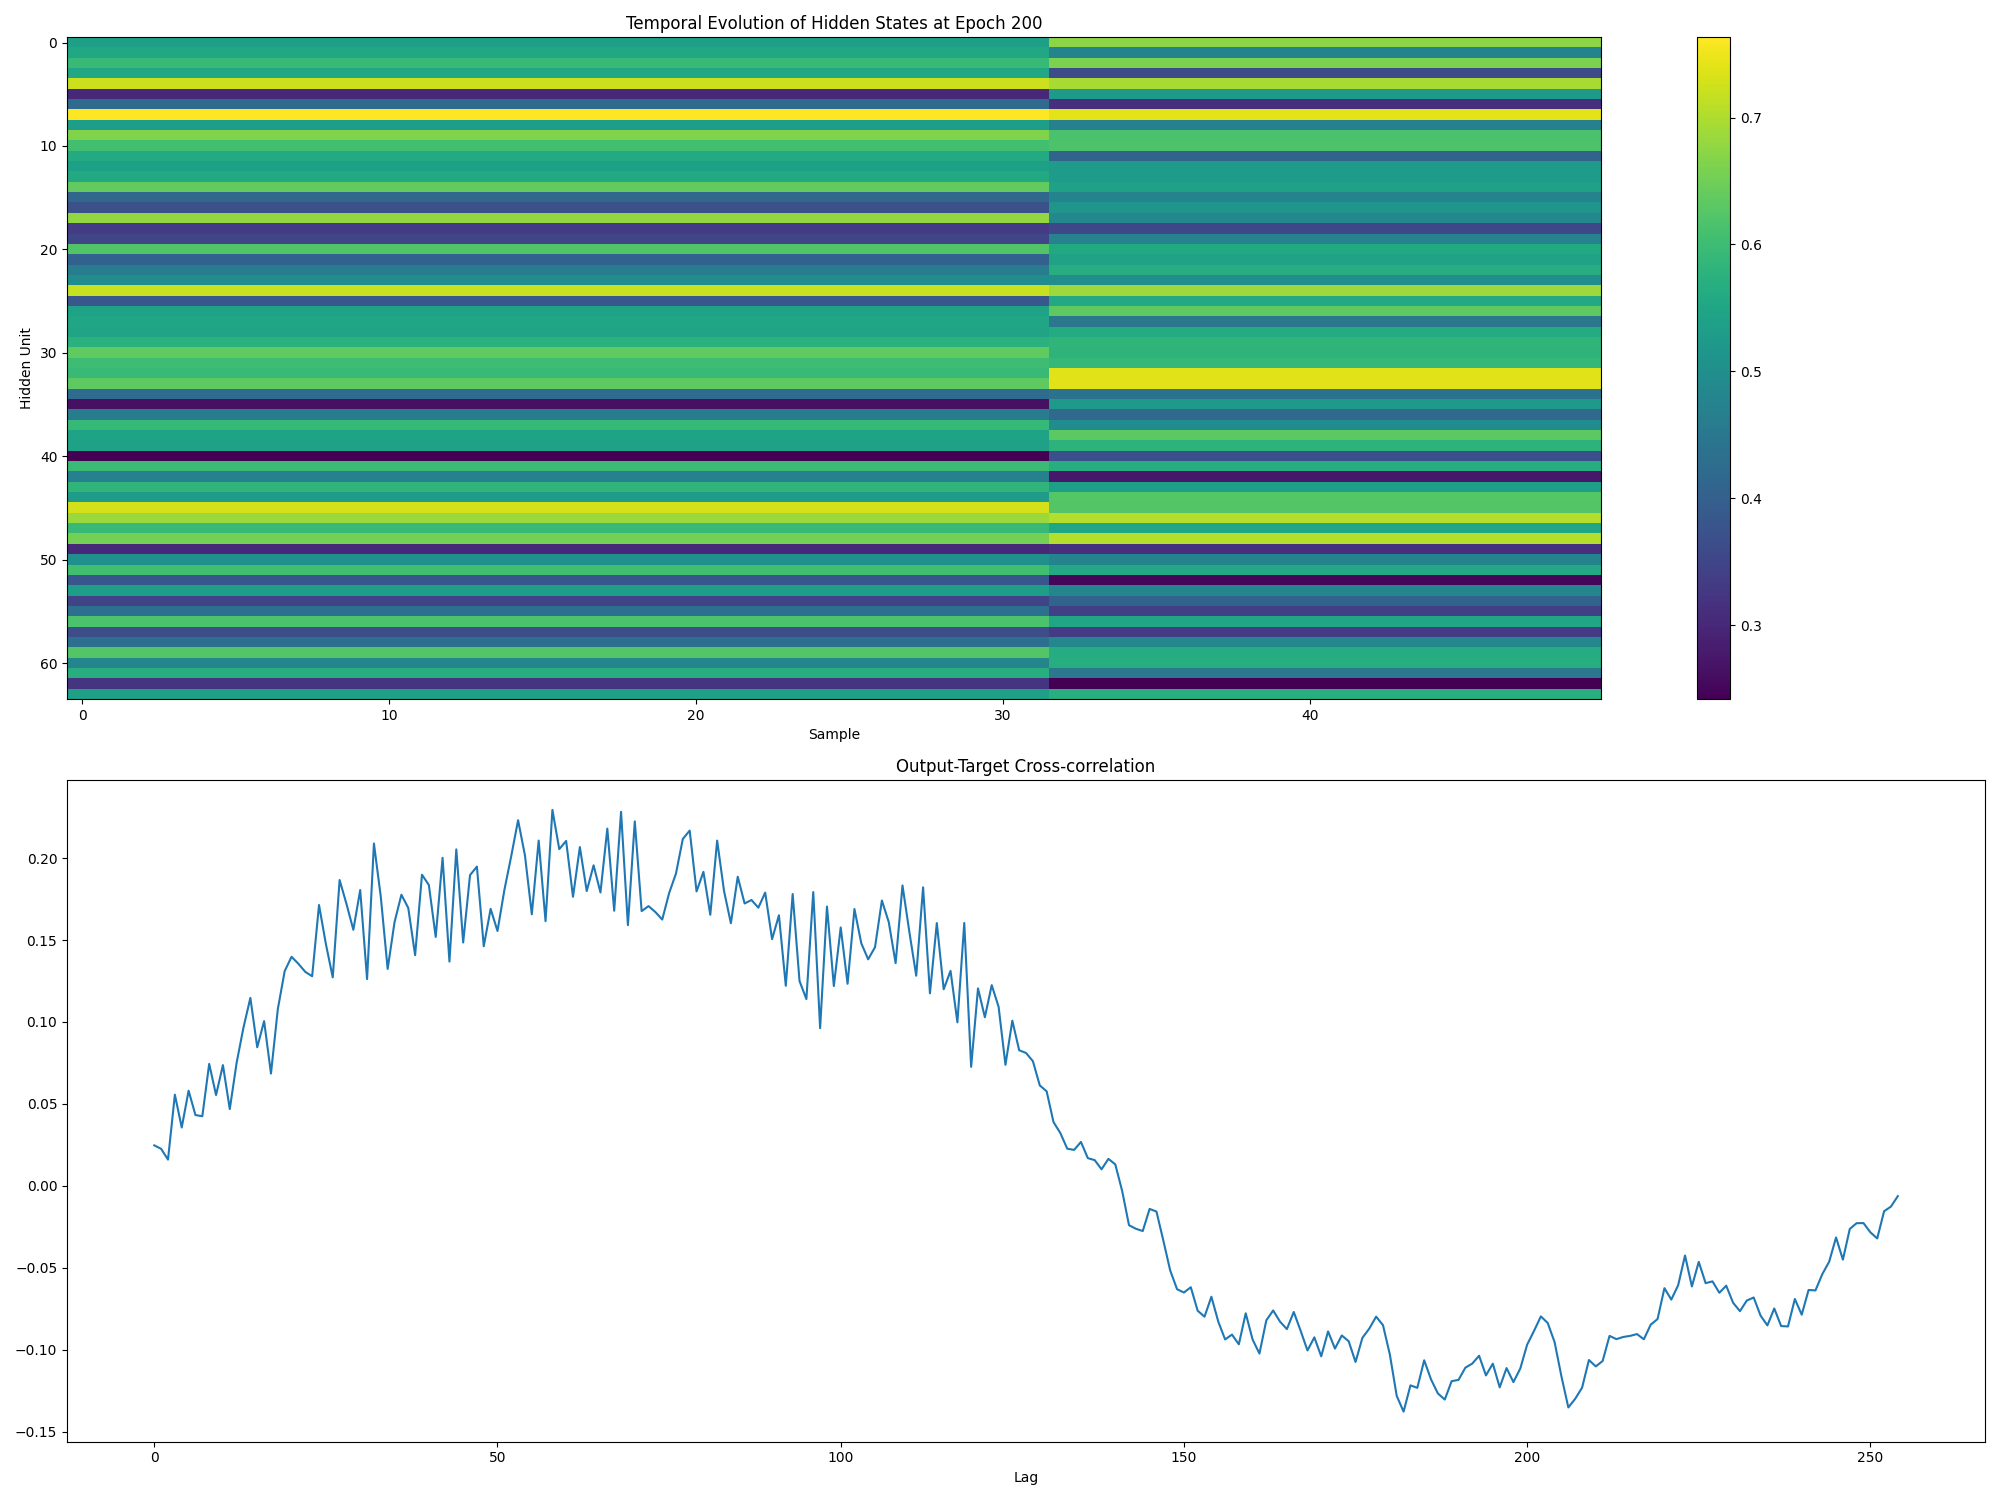 Temporal Evolution of Hidden States at Epoch 200
Hidden Unit
0
10
20
30
40
50
60
0 10 20 30 40
Sample
0.7
0.6
0.5
0.4
0.3
Output-Target Cross-correlation
0.20
0.15
0.10
0.05
0.00
−0.05
−0.10
−0.15
0 50 100 150 200 250
Lag